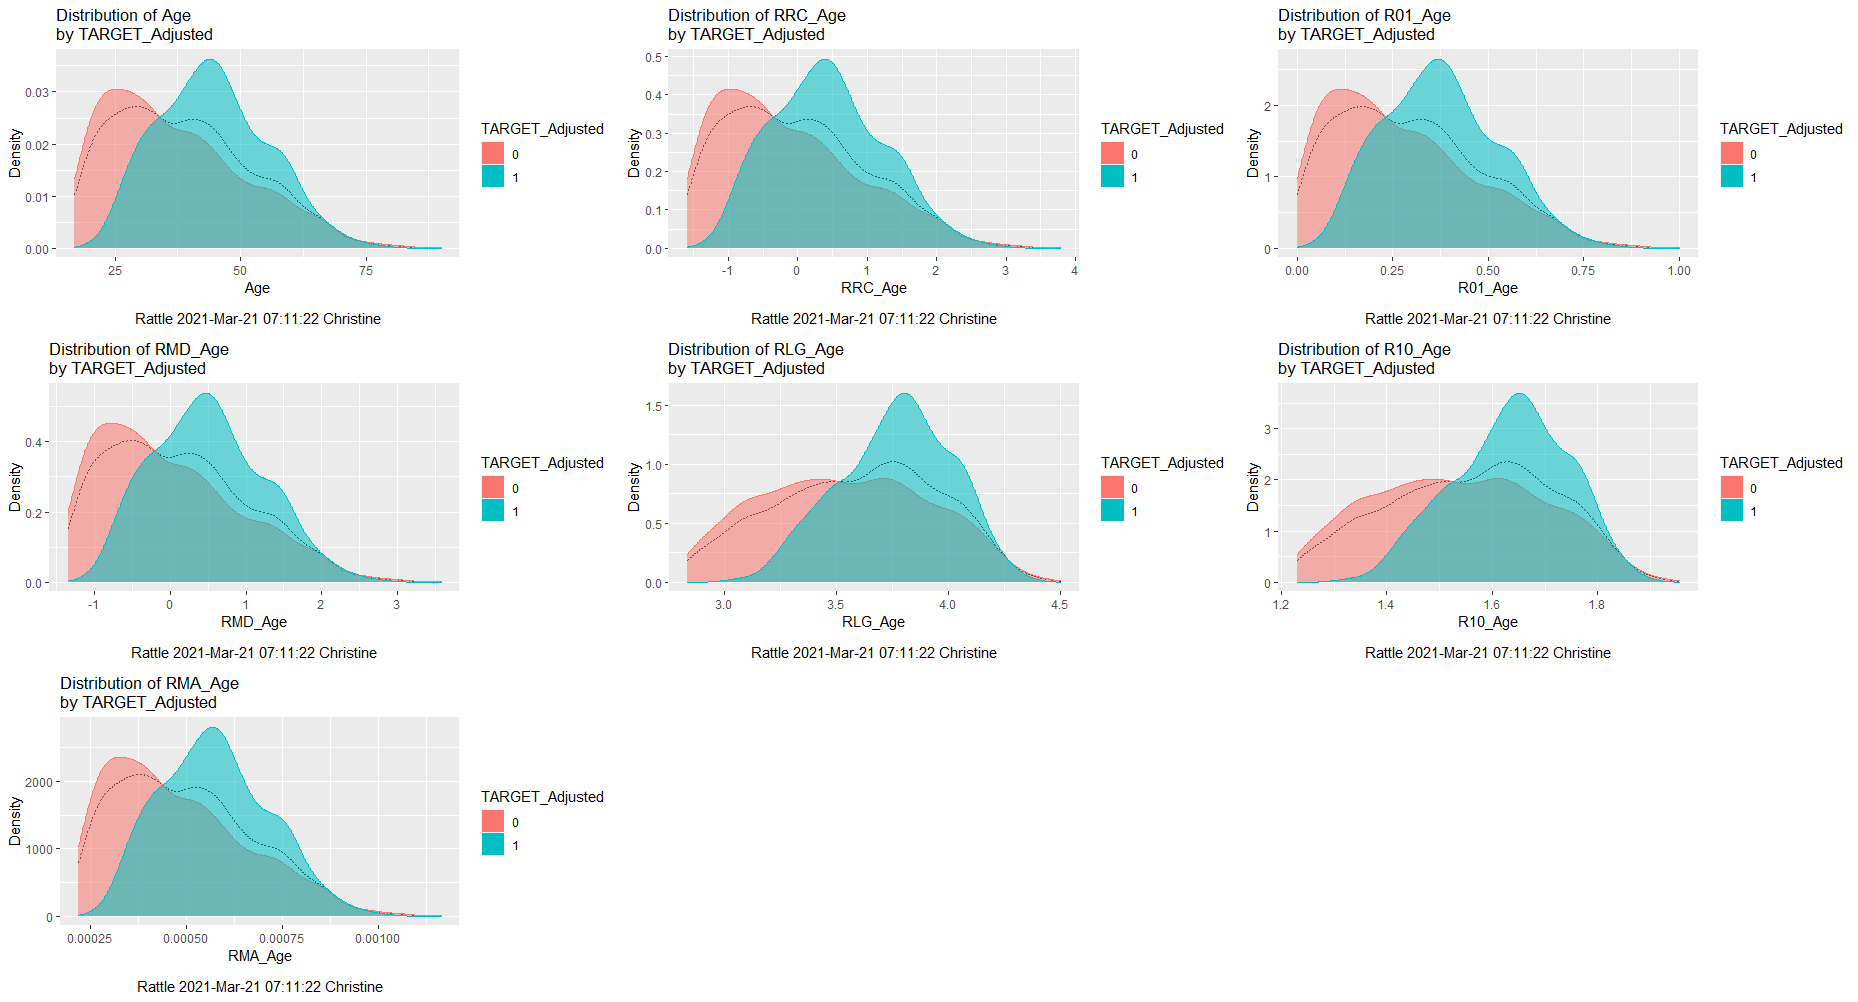 Distribution of Age
by TARGET_Adjusted
0.03
0.02
0.01
0.00
Density
25 50 75
Age
TARGET_Adjusted
0
1
Rattle 2021-Mar-21 07:11:22 Christine
Distribution of RRC_Age
by TARGET_Adjusted
0.5
0.4
0.3
0.2
0.1
0.0
Density
-1 0 1 2 3 4
RRC_Age
TARGET_Adjusted
0
1
Rattle 2021-Mar-21 07:11:22 Christine
Distribution of R01_Age
by TARGET_Adjusted
2
1
0
Density
0.00 0.25 0.50 0.75 1.00
R01_Age
TARGET_Adjusted
0
1
Rattle 2021-Mar-21 07:11:22 Christine
Distribution of RMD_Age
by TARGET_Adjusted
0.4
0.2
0.0
Density
-1 0 1 2 3
RMD_Age
TARGET_Adjusted
0
1
Rattle 2021-Mar-21 07:11:22 Christine
Distribution of RLG_Age
by TARGET_Adjusted
1.5
1.0
0.5
0.0
Density
3.0 3.5 4.0 4.5
RLG_Age
TARGET_Adjusted
0
1
Rattle 2021-Mar-21 07:11:22 Christine
Distribution of R10_Age
by TARGET_Adjusted
3
2
1
0
Density
1.2 1.4 1.6 1.8
R10_Age
TARGET_Adjusted
0
1
Rattle 2021-Mar-21 07:11:22 Christine
Distribution of RMA_Age
by TARGET_Adjusted
2000
1000
0
Density
0.00025 0.00050 0.00075 0.00100
RMA_Age
TARGET_Adjusted
0
1
Rattle 2021-Mar-21 07:11:22 Christine